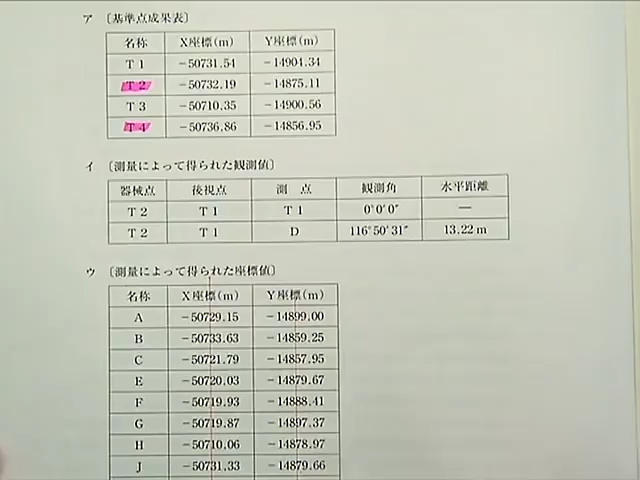 ア〔基準点成果表〕
名称 X座標(m) Y座標(m)
T1 −50731.54 −14901.34
T2 −50732.19 −14875.11
T3 −50710.35 −14900.56
T4 −50736.86 −14856.95
イ〔測量によって得られた観測値〕
器械点 後視点 測点 観測角 水平距離
T2 T1 T1 0°0′0″ ―
T2 T1 D 116°50′31″ 13.22m
ウ〔測量によって得られた座標値〕
名称 X座標(m) Y座標(m)
A −50729.15 −14899.00
B −50733.63 −14859.25
C −50721.79 −14857.95
E −50720.03 −14879.67
F −50719.93 −14888.41
G −50719.87 −14897.37
H −50710.06 −14878.97
J −50731.33 −14879.66